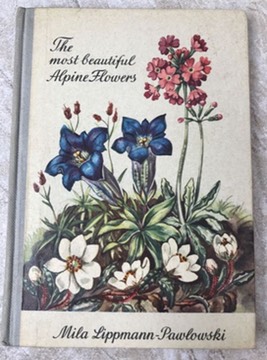 The
most beautiful
Alpine Flowers
Mila Lippmann-Pawlowski